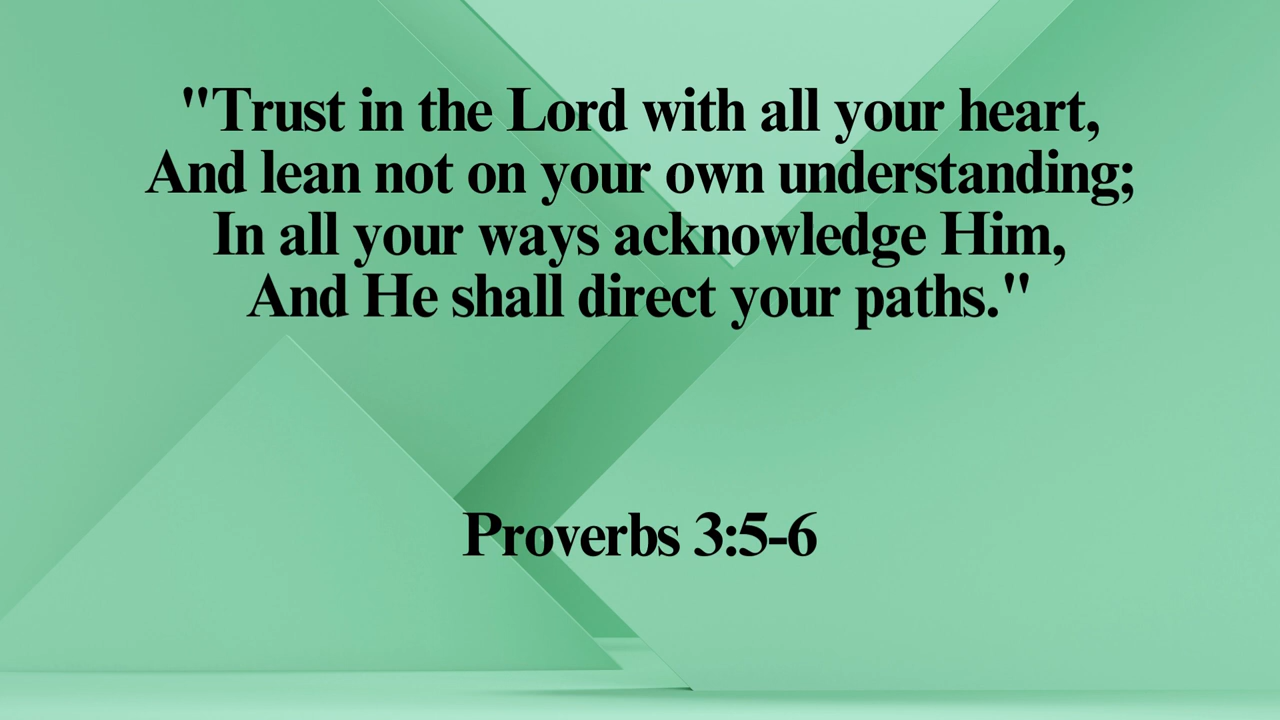 "Trust in the Lord with all your heart,
And lean not on your own understanding;
In all your ways acknowledge Him,
And He shall direct your paths."
Proverbs 3:5-6